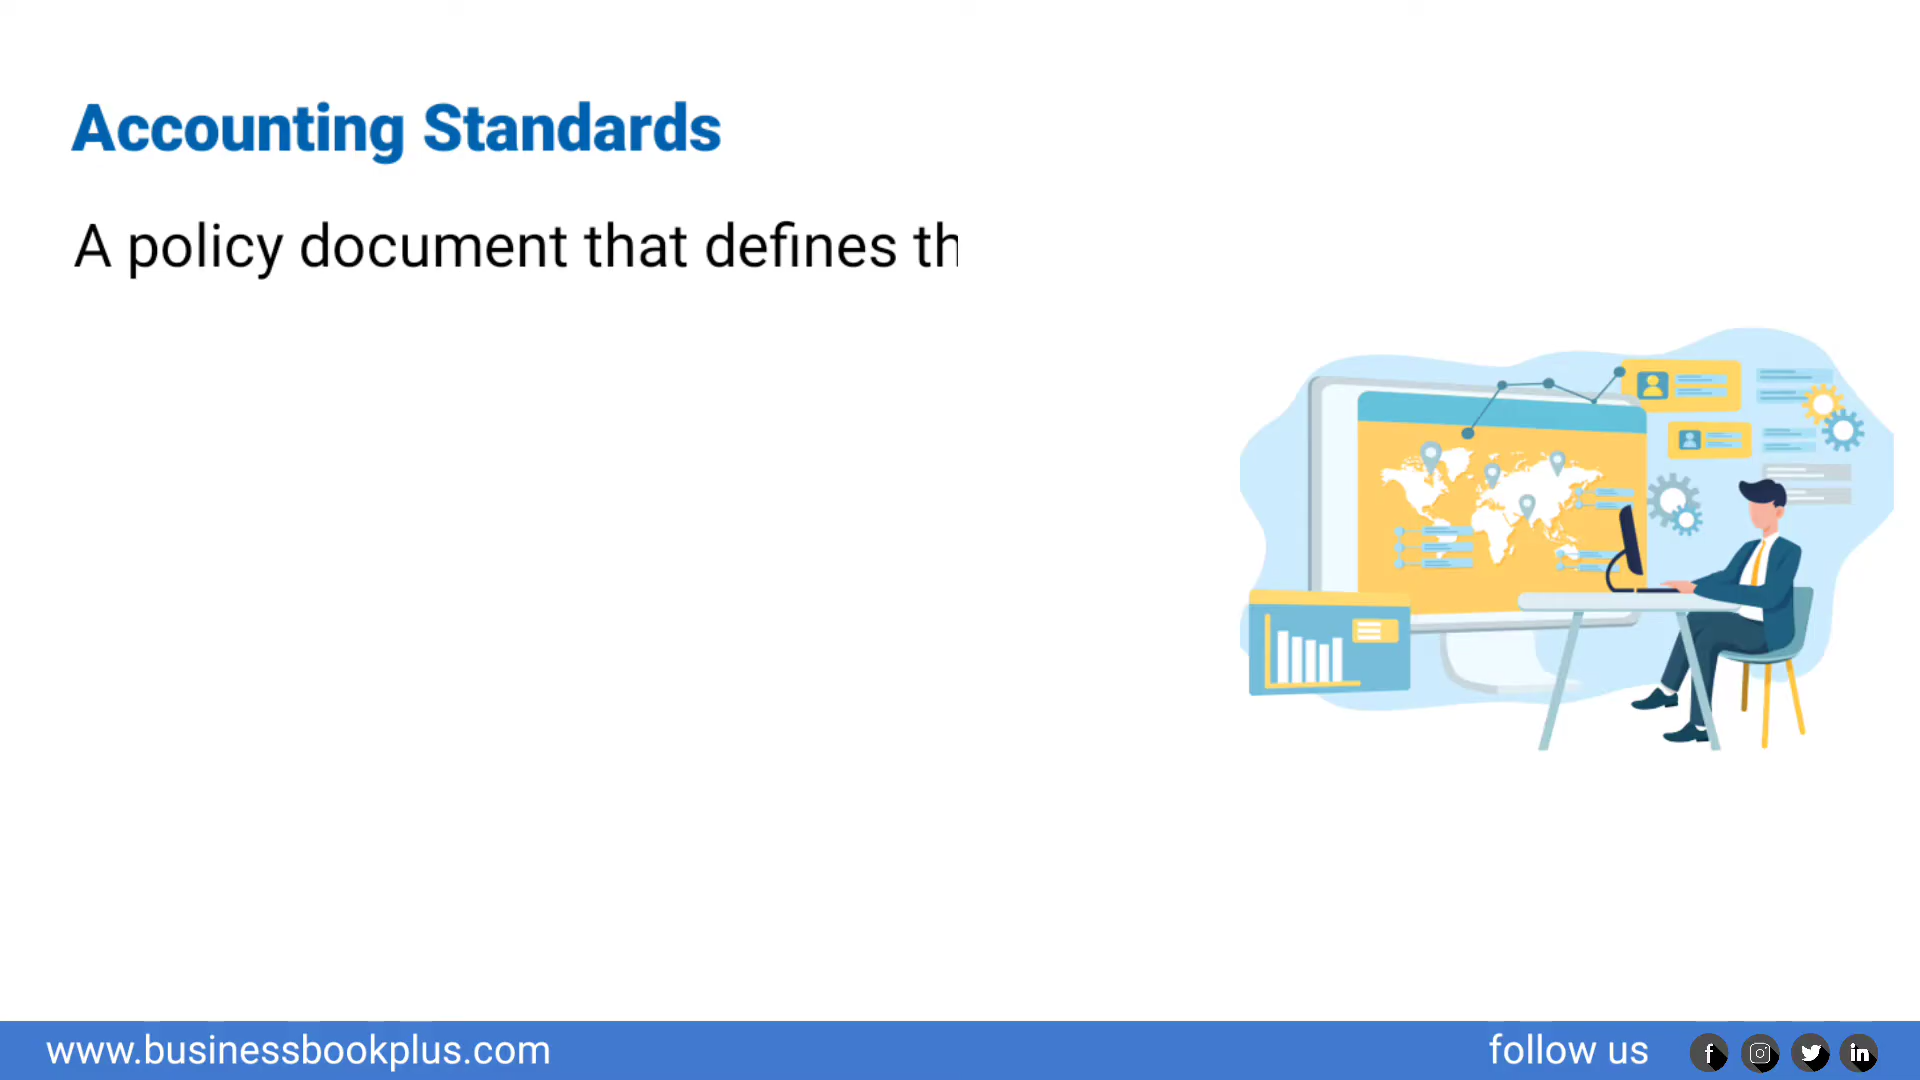 Accounting Standards
A policy document that defines th
www.businessbookplus.com
follow us